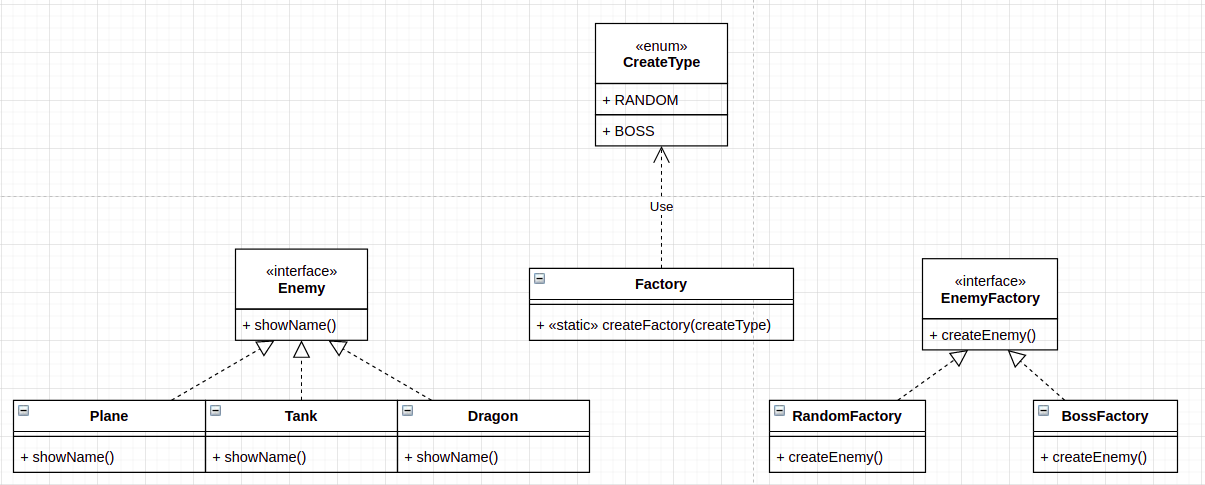 «enum»
CreateType
+ RANDOM
+ BOSS
Use
«interface»
Enemy
+ showName()
Factory
+ «static» createFactory(createType)
«interface»
EnemyFactory
+ createEnemy()
Plane
+ showName()
Tank
+ showName()
Dragon
+ showName()
RandomFactory
+ createEnemy()
BossFactory
+ createEnemy()